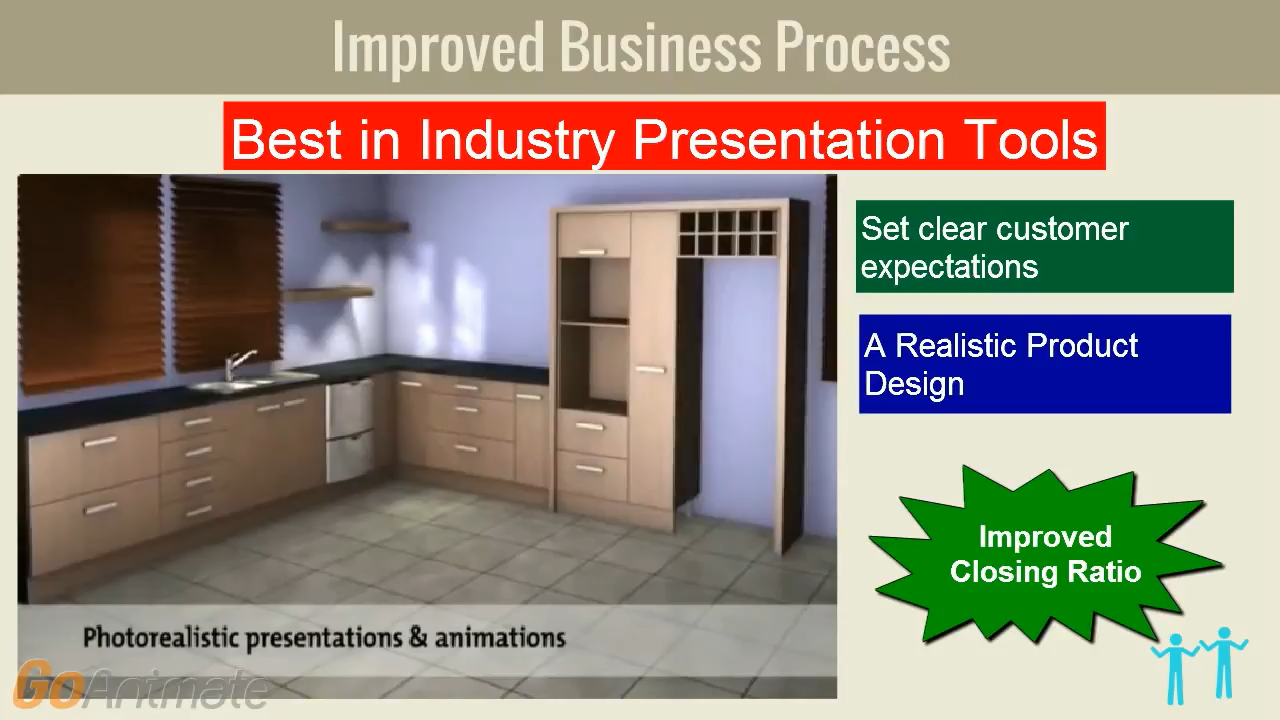 Improved Business Process
Best in Industry Presentation Tools
Set clear customer
expectations
A Realistic Product
Design
Improved
Closing Ratio
Photorealistic presentations & animations
GoAnimate